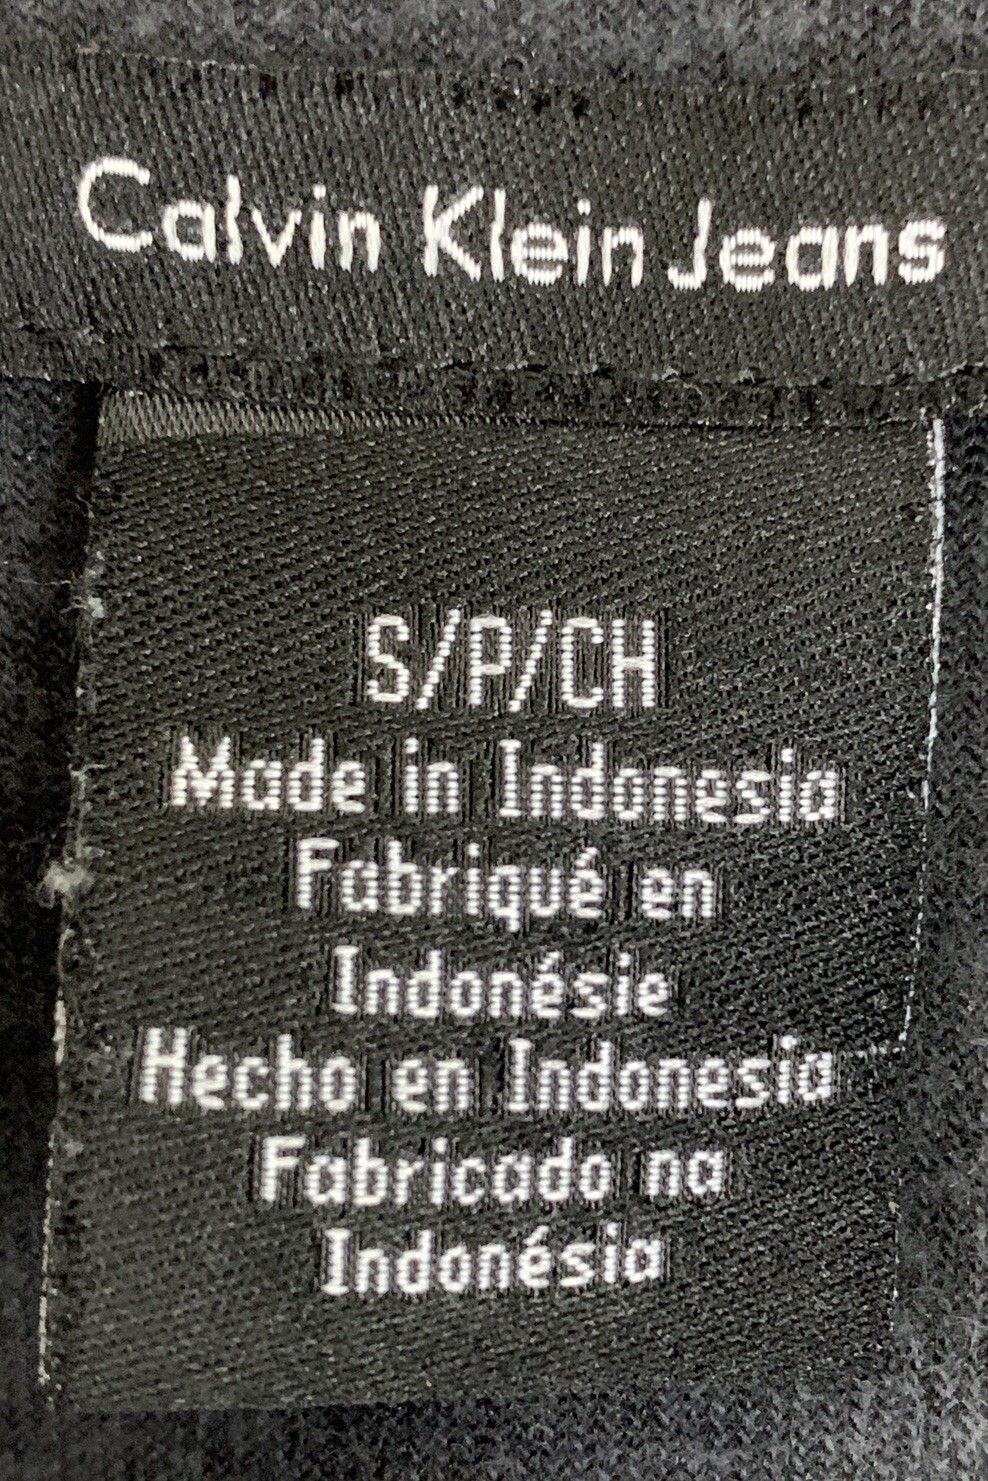 Calvin Klein Jeans
S/P/CH
Made in Indonesia
Fabriqué en
Indonésie
Hecho en Indonesia
Fabricado na
Indonésia